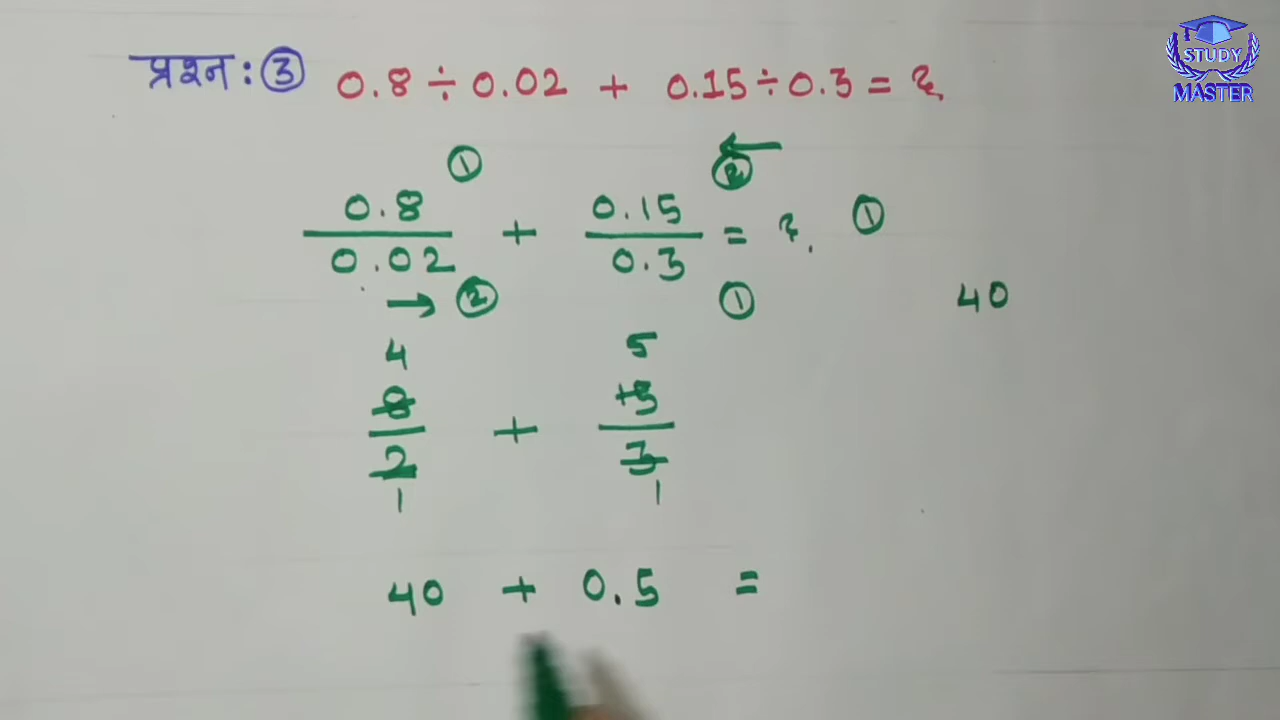 प्रश्न : ③ 0.8 ÷ 0.02 + 0.15 ÷ 0.3 = ?
STUDY
MASTER
① ②
0.8 + 0.15 = ? ①
0.02 0.3
→ ② ① 40
4 5
8 + 15
2 3
1 1
40 + 0.5 =